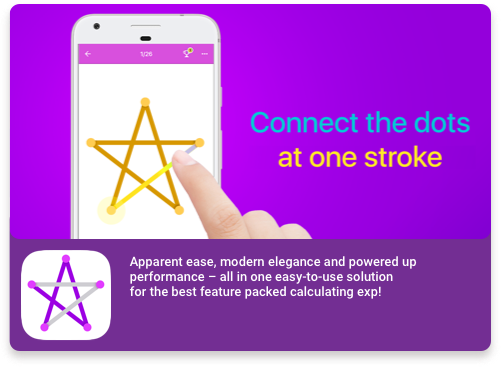 1/26
Connect the dots
at one stroke
Apparent ease, modern elegance and powered up
performance – all in one easy-to-use solution
for the best feature packed calculating exp!